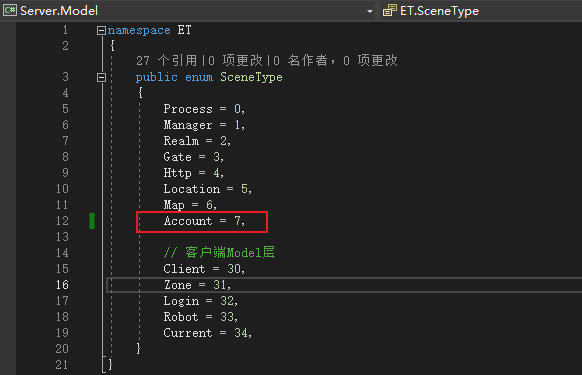 C# Server.Model
ET.SceneType
1 namespace ET
2 {
27 个引用|0 项更改|0 名作者，0 项更改
3 public enum SceneType
4 {
5 Process = 0,
6 Manager = 1,
7 Realm = 2,
8 Gate = 3,
9 Http = 4,
10 Location = 5,
11 Map = 6,
12 Account = 7,
13
14 // 客户端Model层
15 Client = 30,
16 Zone = 31,
17 Login = 32,
18 Robot = 33,
19 Current = 34,
20 }
21 }